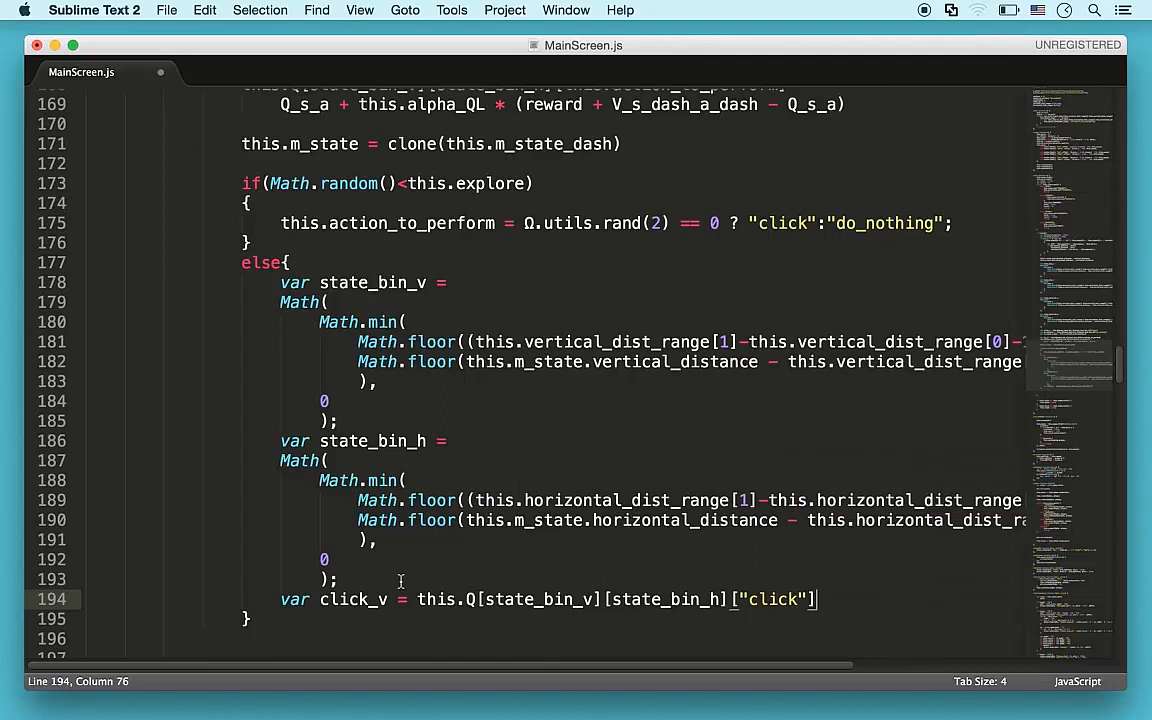 Sublime Text 2 File Edit Selection Find View Goto Tools Project Window Help
MainScreen.js UNREGISTERED
MainScreen.js
169 Q_s_a + this.alpha_QL * (reward + V_s_dash_a_dash - Q_s_a)
170
171 this.m_state = clone(this.m_state_dash)
172
173 if(Math.random()<this.explore)
174 {
175 this.action_to_perform = Ω.utils.rand(2) == 0 ? "click":"do_nothing";
176 }
177 else{
178 var state_bin_v =
179 Math(
180 Math.min(
181 Math.floor((this.vertical_dist_range[1]-this.vertical_dist_range[0]-
182 Math.floor(this.m_state.vertical_distance - this.vertical_dist_range
183 ),
184 0
185 );
186 var state_bin_h =
187 Math(
188 Math.min(
189 Math.floor((this.horizontal_dist_range[1]-this.horizontal_dist_range
190 Math.floor(this.m_state.horizontal_distance - this.horizontal_dist_ra
191 ),
192 0
193 );
194 var click_v = this.Q[state_bin_v][state_bin_h]["click"]
195 }
196
197
Line 194, Column 76 Tab Size: 4 JavaScript